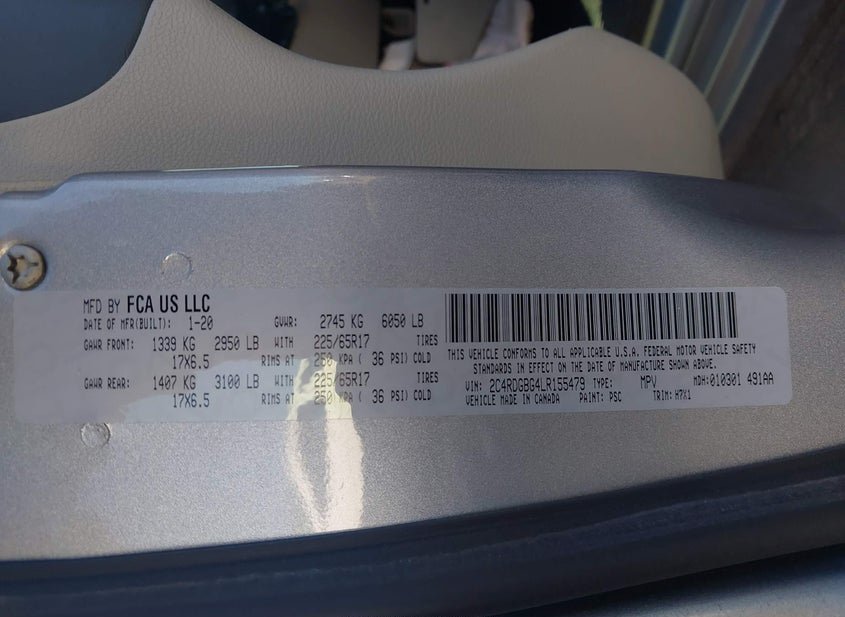 MFD BY FCA US LLC
DATE OF MFR(BUILT): 1-20 GVWR: 2745 KG 6050 LB
GAWR FRONT: 1339 KG 2950 LB WITH 225/65R17 TIRES
17X6.5 RIMS AT 250 KPA ( 36 PSI) COLD
GAWR REAR: 1407 KG 3100 LB WITH 225/65R17 TIRES
17X6.5 RIMS AT 250 KPA ( 36 PSI) COLD
THIS VEHICLE CONFORMS TO ALL APPLICABLE U.S.A. FEDERAL MOTOR VEHICLE SAFETY
STANDARDS IN EFFECT ON THE DATE OF MANUFACTURE SHOWN ABOVE.
VIN: 2C4RDGBG4LR155479 TYPE: MPV MDH: 010301 491AA
VEHICLE MADE IN CANADA PAINT: PSC TRIM: H7X1